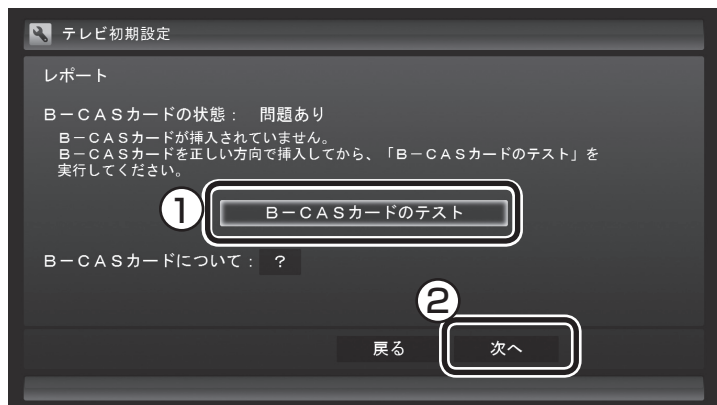 テレビ初期設定
レポート
B－CASカードの状態： 問題あり
B－CASカードが挿入されていません。
B－CASカードを正しい方向で挿入してから、「B－CASカードのテスト」を
実行してください。
① B－CASカードのテスト
B－CASカードについて： ？
②
戻る 次へ